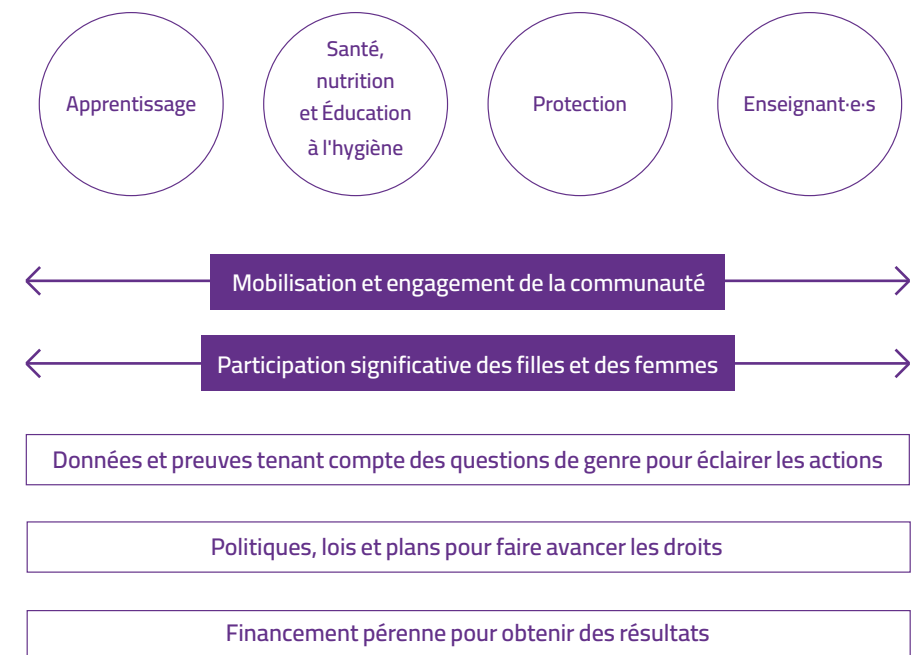 Apprentissage
Santé,
nutrition
et Éducation
à l'hygiène
Protection
Enseignant·e·s
Mobilisation et engagement de la communauté
Participation significative des filles et des femmes
Données et preuves tenant compte des questions de genre pour éclairer les actions
Politiques, lois et plans pour faire avancer les droits
Financement pérenne pour obtenir des résultats